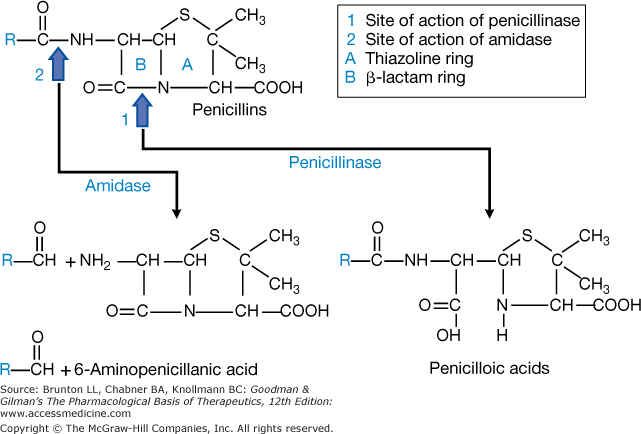 O
R—C—NH—CH—CH
S
C
CH3
CH3
B
A
O=C—N—CH—COOH
2
1
Penicillins
1 Site of action of penicillinase
2 Site of action of amidase
A Thiazoline ring
B β-lactam ring
Amidase
Penicillinase
O
R—CH + NH2—CH—CH
S
C
CH3
CH3
O=C—N—CH—COOH
O
R—C—NH—CH—CH
S
C
CH3
CH3
O=C
OH
N
H
CH—COOH
O
R—CH + 6-Aminopenicillanic acid
Penicilloic acids
Source: Brunton LL, Chabner BA, Knollmann BC: Goodman &
Gilman's The Pharmacological Basis of Therapeutics, 12th Edition:
www.accessmedicine.com
Copyright © The McGraw-Hill Companies, Inc. All rights reserved.